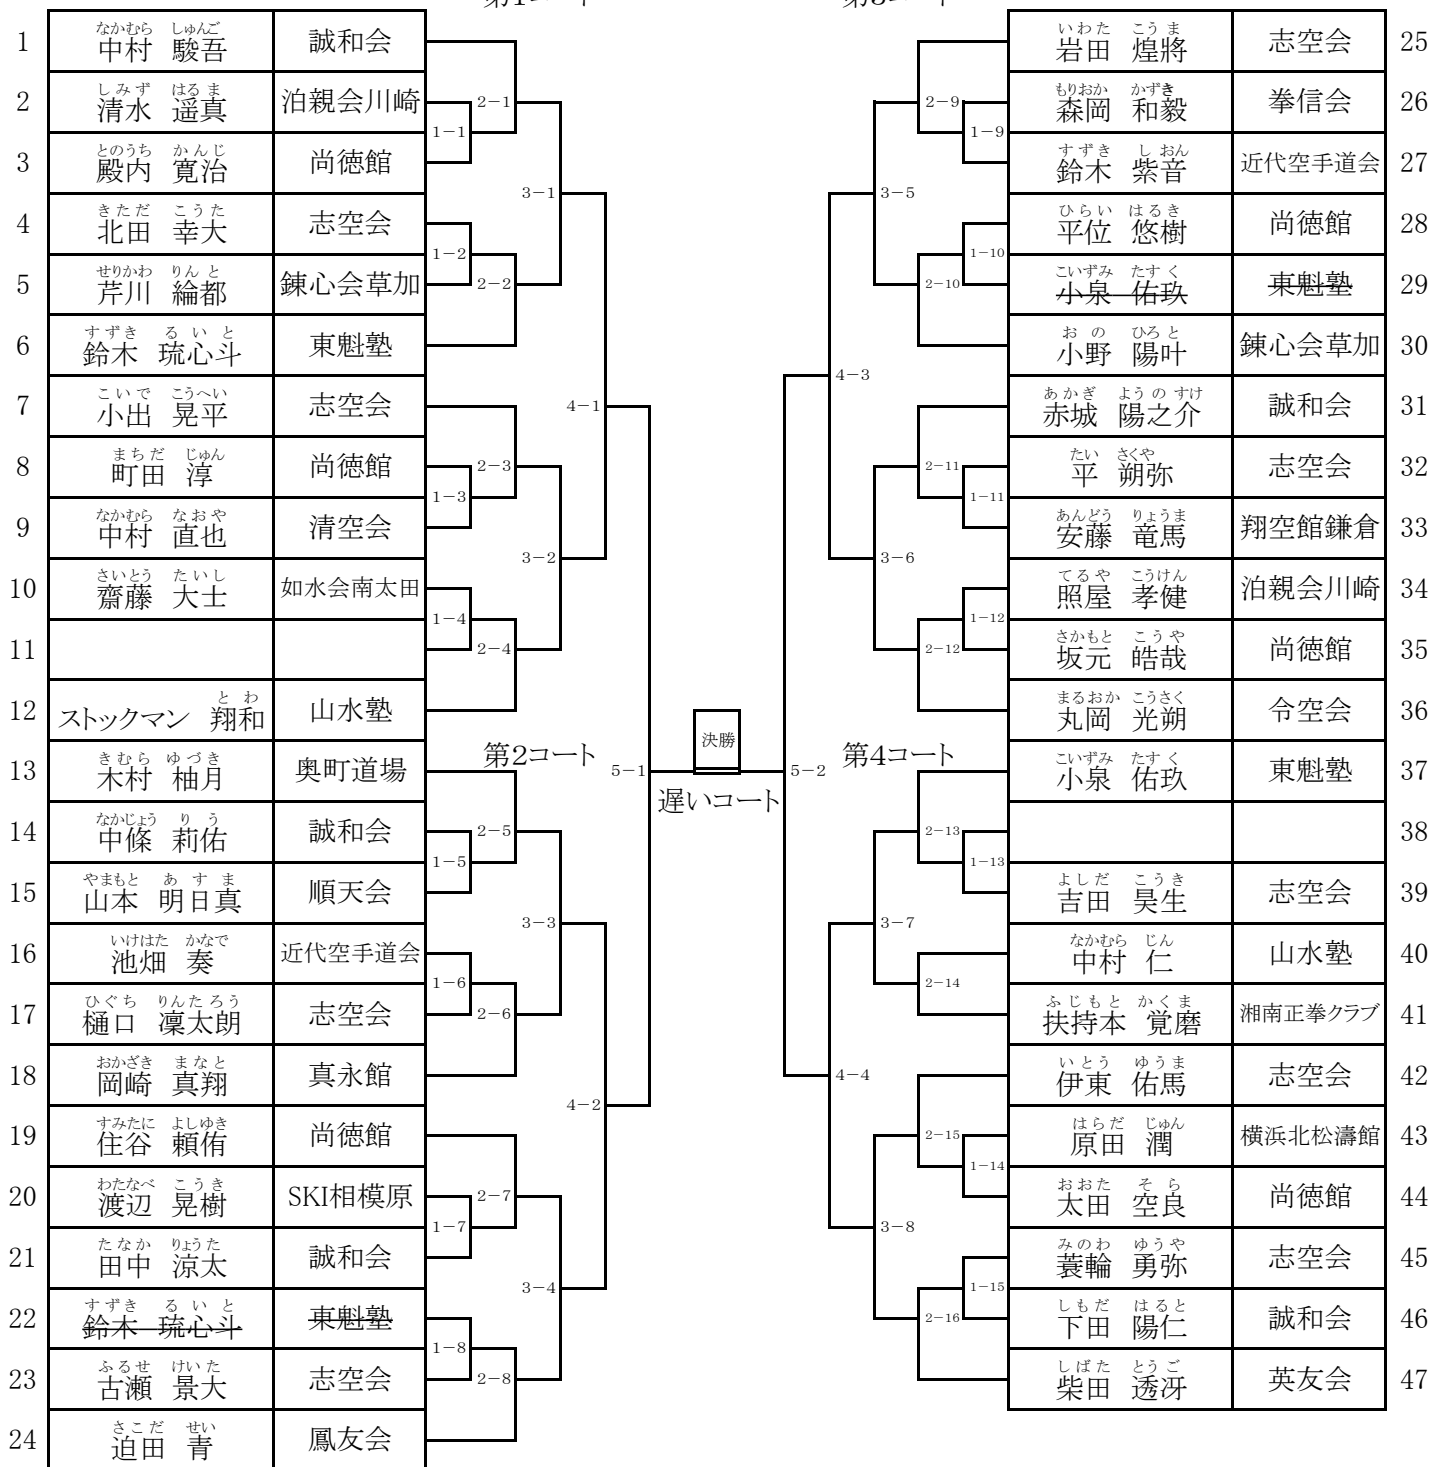 1 なかむら しゅんご 中村 駿吾 誠和会
2 しみず はるま 清水 遥真 泊親会川崎
3 とのうち かんじ 殿内 寛治 尚徳館
4 きただ こうた 北田 幸大 志空会
5 せりかわ りんと 芹川 綸都 錬心会草加
6 すずき るいと 鈴木 琉心斗 東魁塾
7 こいで こうへい 小出 晃平 志空会
8 まちだ じゅん 町田 淳 尚徳館
9 なかむら なおや 中村 直也 清空会
10 さいとう たいし 齋藤 大士 如水会南太田
11
12 とわ ストックマン 翔和 山水塾
第2コート
13 きむら ゆづき 木村 柚月 奥町道場
14 なかじょう りう 中條 莉佑 誠和会
15 やまもと あすま 山本 明日真 順天会
16 いけはた かなで 池畑 奏 近代空手道会
17 ひぐち りんたろう 樋口 凜太朗 志空会
18 おかざき まなと 岡崎 真翔 真永館
19 すみたに よしゆき 住谷 頼侑 尚徳館
20 わたなべ こうき 渡辺 晃樹 SKI相模原
21 たなか りょうた 田中 涼太 誠和会
22 すずき るいと 鈴木 琉心斗 東魁塾
23 ふるせ けいた 古瀬 景大 志空会
24 さこだ せい 迫田 青 鳳友会
1-1
1-2
1-3
1-4
1-5
1-6
1-7
1-8
2-1
2-2
2-3
2-4
2-5
2-6
2-7
2-8
3-1
3-2
3-3
3-4
4-1
4-2
5-1
決勝
遅いコート
5-2
4-3
4-4
3-5
3-6
3-7
3-8
2-9
2-10
2-11
2-12
2-13
2-14
2-15
2-16
1-9
1-10
1-11
1-12
1-13
1-14
1-15
いわた こうま 岩田 煌將 志空会 25
もりおか かずき 森岡 和毅 拳信会 26
すずき しおん 鈴木 紫音 近代空手道会 27
ひらい はるき 平位 悠樹 尚徳館 28
こいずみ たすく 小泉 佑玖 東魁塾 29
おの ひろと 小野 陽叶 錬心会草加 30
あかぎ ようのすけ 赤城 陽之介 誠和会 31
たい さくや 平 朔弥 志空会 32
あんどう りょうま 安藤 竜馬 翔空館鎌倉 33
てるや こうけん 照屋 孝健 泊親会川崎 34
さかもと こうや 坂元 皓哉 尚徳館 35
まるおか こうさく 丸岡 光朔 令空会 36
第4コート
こいずみ たすく 小泉 佑玖 東魁塾 37
38
よしだ こうき 吉田 昊生 志空会 39
なかむら じん 中村 仁 山水塾 40
ふじもと かくま 扶持本 覚磨 湘南正拳クラブ 41
いとう ゆうま 伊東 佑馬 志空会 42
はらだ じゅん 原田 潤 横浜北松濤館 43
おおた そら 太田 空良 尚徳館 44
みのわ ゆうや 蓑輪 勇弥 志空会 45
しもだ はると 下田 陽仁 誠和会 46
しばた とうご 柴田 透冴 英友会 47